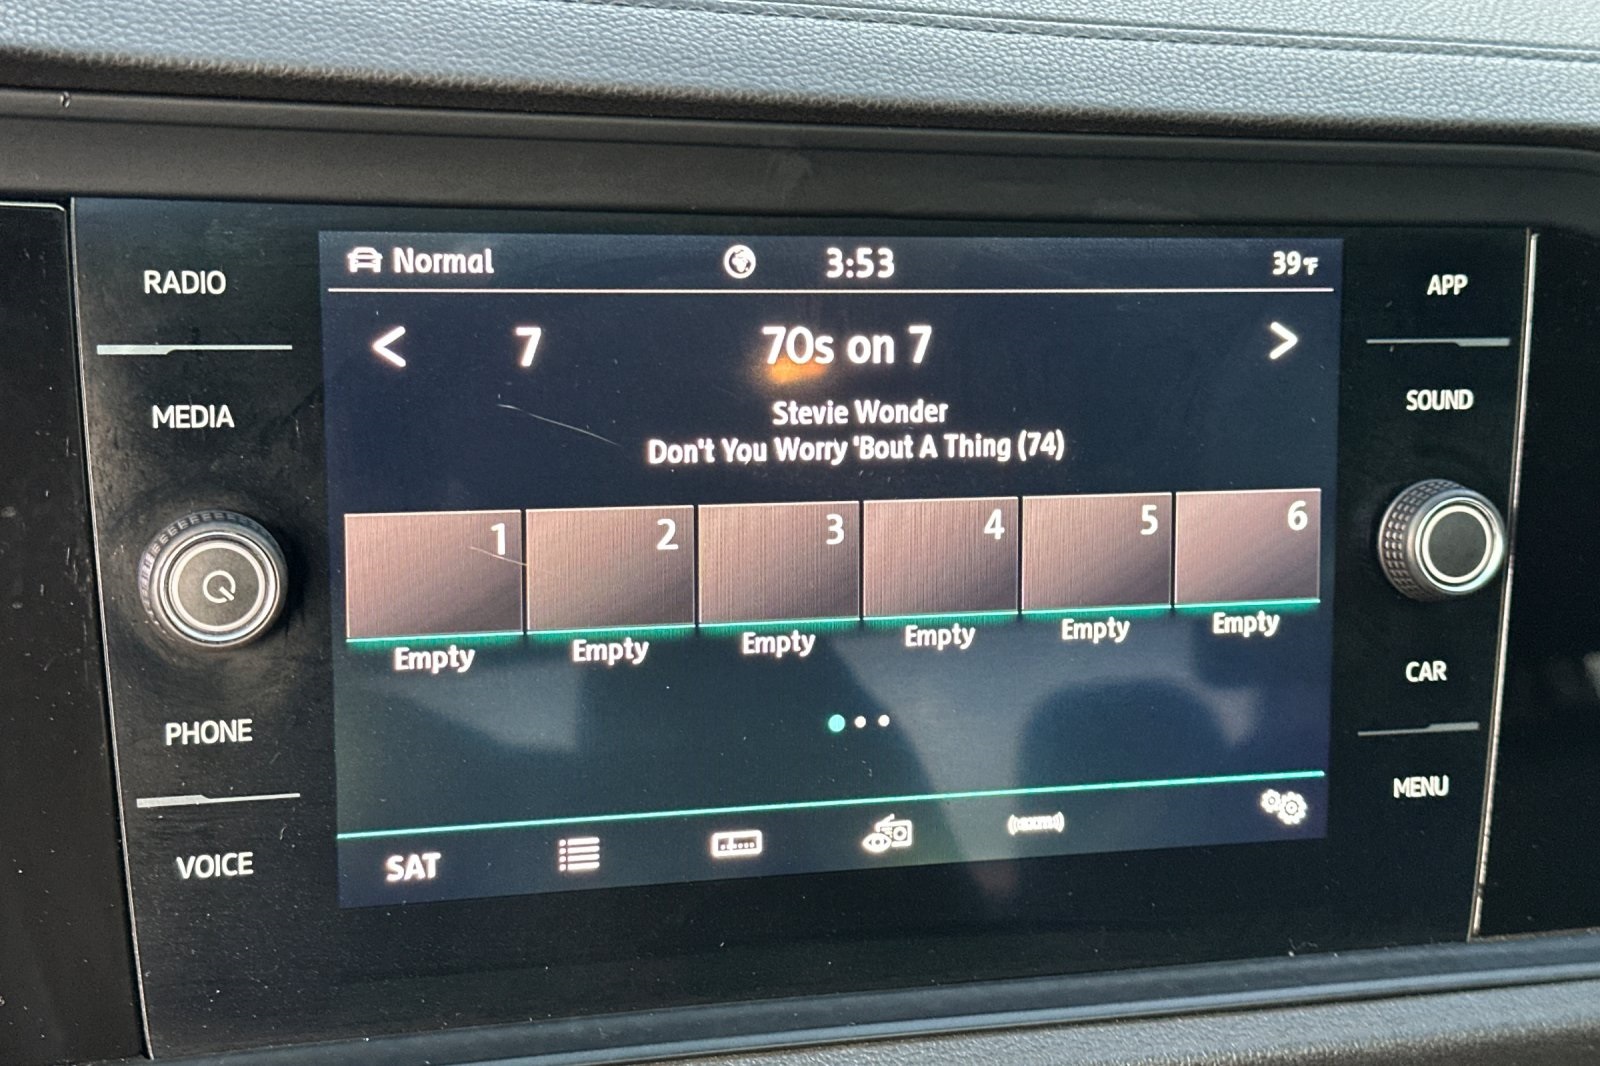 RADIO
MEDIA
PHONE
VOICE
Normal
3:53
39°F
< 7 70s on 7 >
Stevie Wonder
Don't You Worry 'Bout A Thing (74)
1 2 3 4 5 6
Empty Empty Empty Empty Empty Empty
SAT
APP
SOUND
CAR
MENU